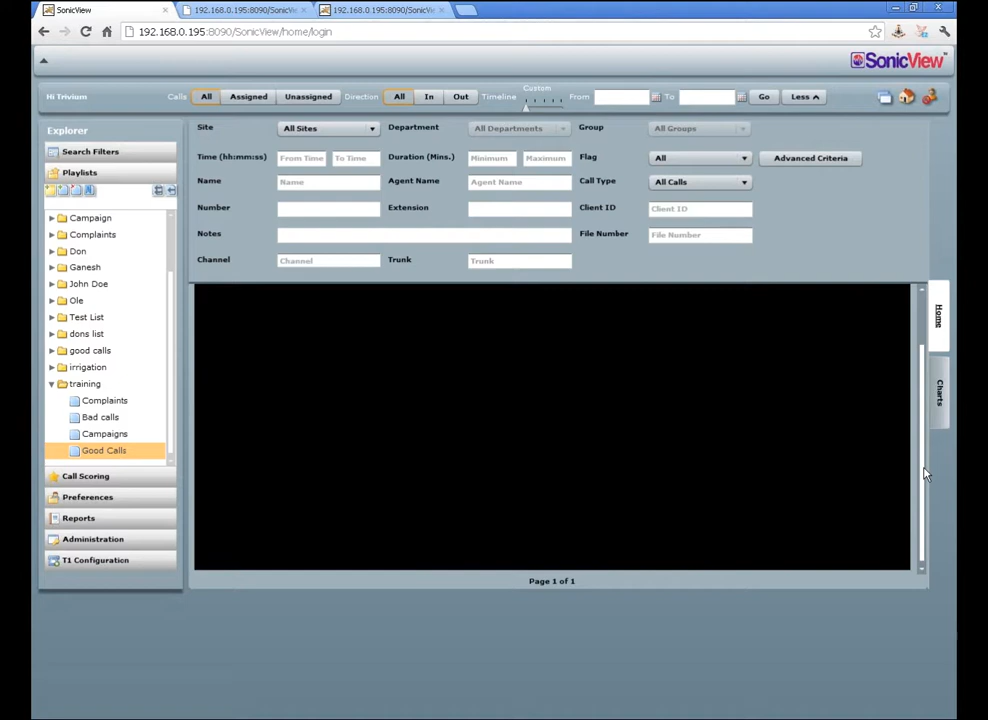 SonicView
192.168.0.195:8090/SonicVi
192.168.0.195:8090/SonicVi
192.168.0.195:8090/SonicView/home/login
SonicView
Hi Trivium Calls All Assigned Unassigned Direction All In Out Timeline Custom From To Go Less
Explorer
Search Filters
Playlists
Campaign
Complaints
Don
Ganesh
John Doe
Ole
Test List
dons list
good calls
irrigation
training
Complaints
Bad calls
Campaigns
Good Calls
Call Scoring
Preferences
Reports
Administration
T1 Configuration
Site All Sites Department All Departments Group All Groups
Time (hh:mm:ss) From Time To Time Duration (Mins.) Minimum Maximum Flag All Advanced Criteria
Name Name Agent Name Agent Name Call Type All Calls
Number Extension Client ID Client ID
Notes File Number File Number
Channel Channel Trunk Trunk
Home
Charts
Page 1 of 1